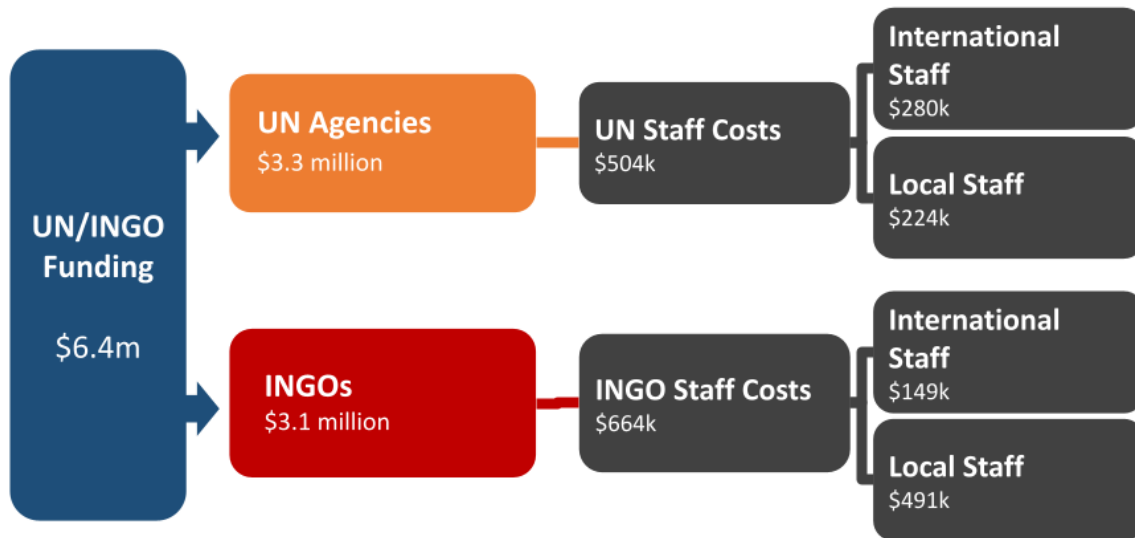 UN/INGO
Funding
$6.4m
UN Agencies
$3.3 million
UN Staff Costs
$504k
International
Staff
$280k
Local Staff
$224k
INGOs
$3.1 million
INGO Staff Costs
$664k
International
Staff
$149k
Local Staff
$491k